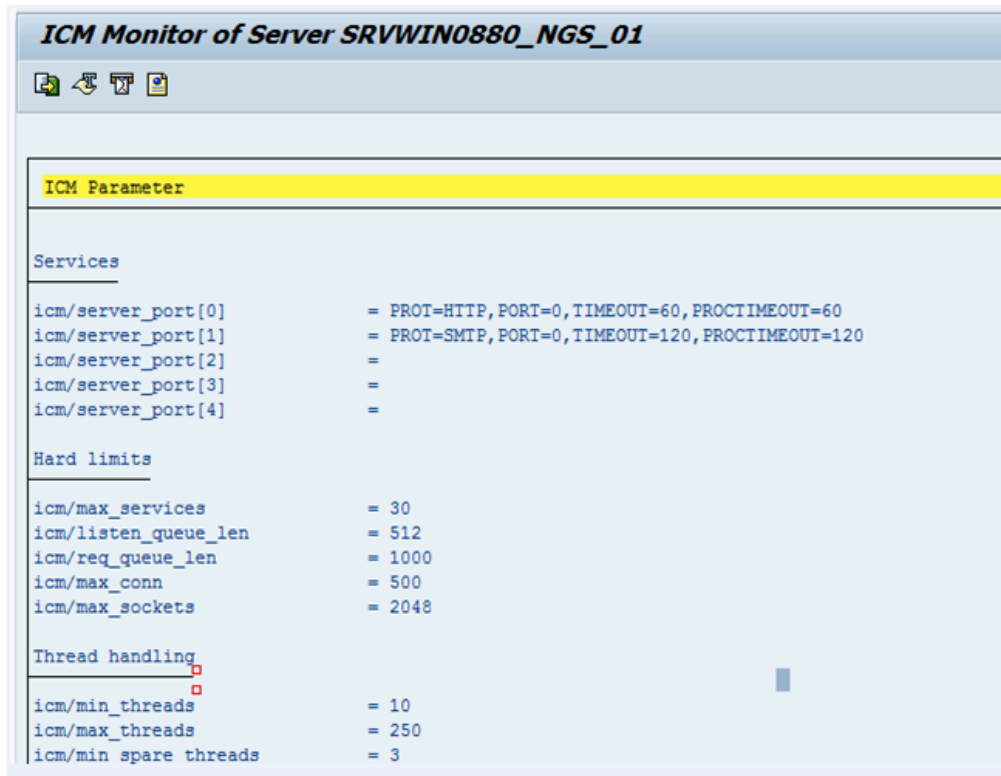 ICM Monitor of Server SRVWIN0880_NGS_01
ICM Parameter
Services
icm/server_port[0] = PROT=HTTP,PORT=0,TIMEOUT=60,PROCTIMEOUT=60
icm/server_port[1] = PROT=SMTP,PORT=0,TIMEOUT=120,PROCTIMEOUT=120
icm/server_port[2] =
icm/server_port[3] =
icm/server_port[4] =
Hard limits
icm/max_services = 30
icm/listen_queue_len = 512
icm/req_queue_len = 1000
icm/max_conn = 500
icm/max_sockets = 2048
Thread handling
icm/min_threads = 10
icm/max_threads = 250
icm/min spare threads = 3